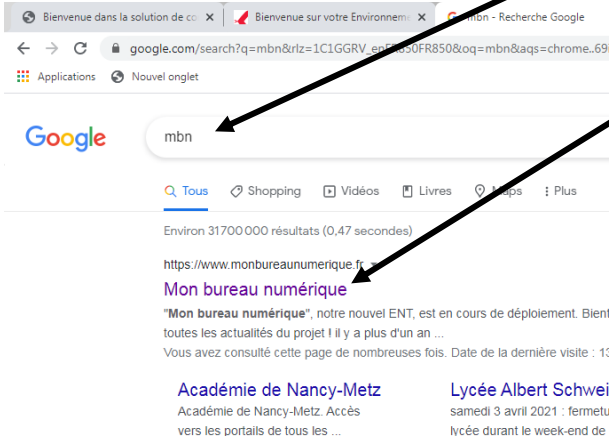 Bienvenue dans la solution de co
Bienvenue sur votre Environneme
mbn - Recherche Google
google.com/search?q=mbn&rlz=1C1GGRV_enFR850FR850&oq=mbn&aqs=chrome..69i
Applications Nouvel onglet
Google
mbn
Tous Shopping Vidéos Livres Maps Plus
Environ 31 700 000 résultats (0,47 secondes)
https://www.monbureaunumerique.fr
Mon bureau numérique
"Mon bureau numérique", notre nouvel ENT, est en cours de déploiement. Bient
toutes les actualités du projet ! il y a plus d'un an ...
Vous avez consulté cette page de nombreuses fois. Date de la dernière visite : 13
Académie de Nancy-Metz
Académie de Nancy-Metz. Accès
vers les portails de tous les ...
Lycée Albert Schwei
samedi 3 avril 2021 : fermetu
lycée durant le week-end de